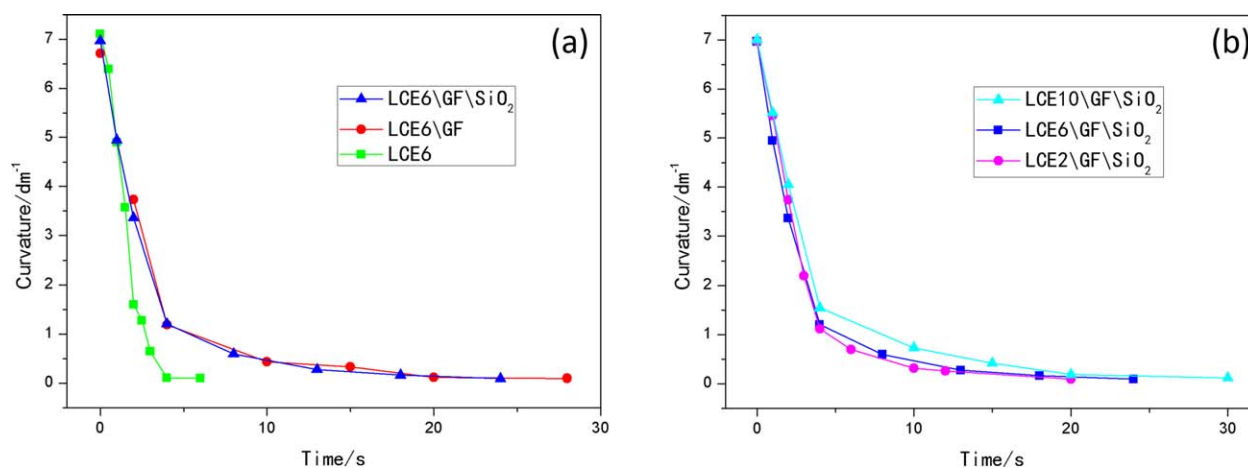 (a)
LCE6\GF\SiO₂
LCE6\GF
LCE6
Curvature/dm⁻¹
7
6
5
4
3
2
1
0
0 10 20 30
Time/s
(b)
LCE10\GF\SiO₂
LCE6\GF\SiO₂
LCE2\GF\SiO₂
Curvature/dm⁻¹
7
6
5
4
3
2
1
0
0 10 20 30
Time/s